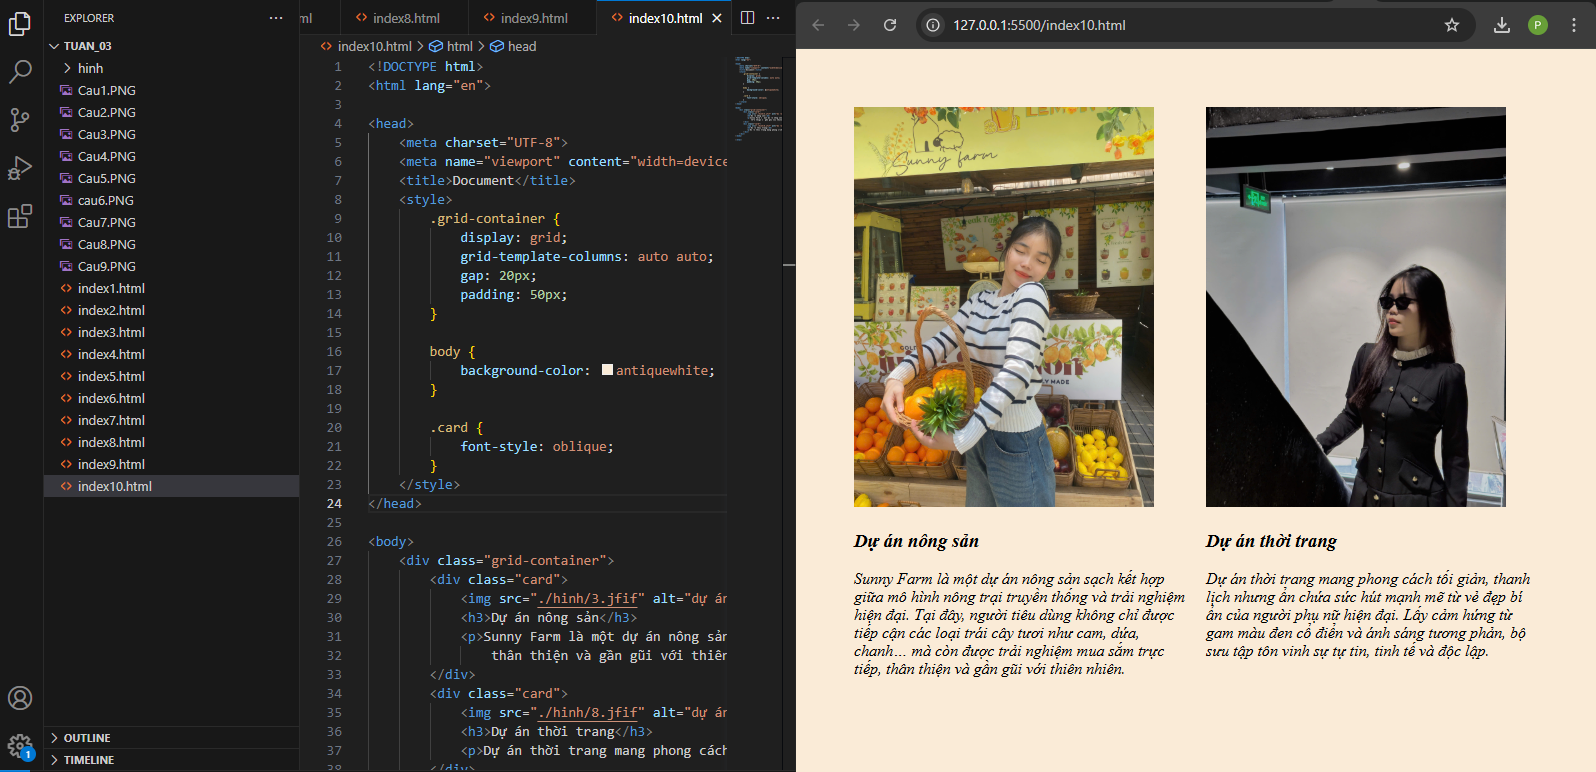 EXPLORER
TUAN_03
hinh
Cau1.PNG
Cau2.PNG
Cau3.PNG
Cau4.PNG
Cau5.PNG
cau6.PNG
Cau7.PNG
Cau8.PNG
Cau9.PNG
index1.html
index2.html
index3.html
index4.html
index5.html
index6.html
index7.html
index8.html
index9.html
index10.html
OUTLINE
TIMELINE
1
ml index8.html index9.html index10.html
index10.html > html > head
1 <!DOCTYPE html>
2 <html lang="en">
3
4 <head>
5 <meta charset="UTF-8">
6 <meta name="viewport" content="width=device
7 <title>Document</title>
8 <style>
9 .grid-container {
10 display: grid;
11 grid-template-columns: auto auto;
12 gap: 20px;
13 padding: 50px;
14 }
15
16 body {
17 background-color: antiquewhite;
18 }
19
20 .card {
21 font-style: oblique;
22 }
23 </style>
24 </head>
25
26 <body>
27 <div class="grid-container">
28 <div class="card">
29 <img src="./hinh/3.jfif" alt="dự án
30 <h3>Dự án nông sản</h3>
31 <p>Sunny Farm là một dự án nông sản
32 thân thiện và gần gũi với thiên
33 </div>
34 <div class="card">
35 <img src="./hinh/8.jfif" alt="dự án
36 <h3>Dự án thời trang</h3>
37 <p>Dự án thời trang mang phong cách
38 </div>
127.0.0.1:5500/index10.html
P
LEMON
Sunny farm
Dự án nông sản
Sunny Farm là một dự án nông sản sạch kết hợp
giữa mô hình nông trại truyền thống và trải nghiệm
hiện đại. Tại đây, người tiêu dùng không chỉ được
tiếp cận các loại trái cây tươi như cam, dứa,
chanh… mà còn được trải nghiệm mua sắm trực
tiếp, thân thiện và gần gũi với thiên nhiên.
Dự án thời trang
Dự án thời trang mang phong cách tối giản, thanh
lịch nhưng ẩn chứa sức hút mạnh mẽ từ vẻ đẹp bí
ẩn của người phụ nữ hiện đại. Lấy cảm hứng từ
gam màu đen cổ điển và ánh sáng tương phản, bộ
sưu tập tôn vinh sự tự tin, tinh tế và độc lập.